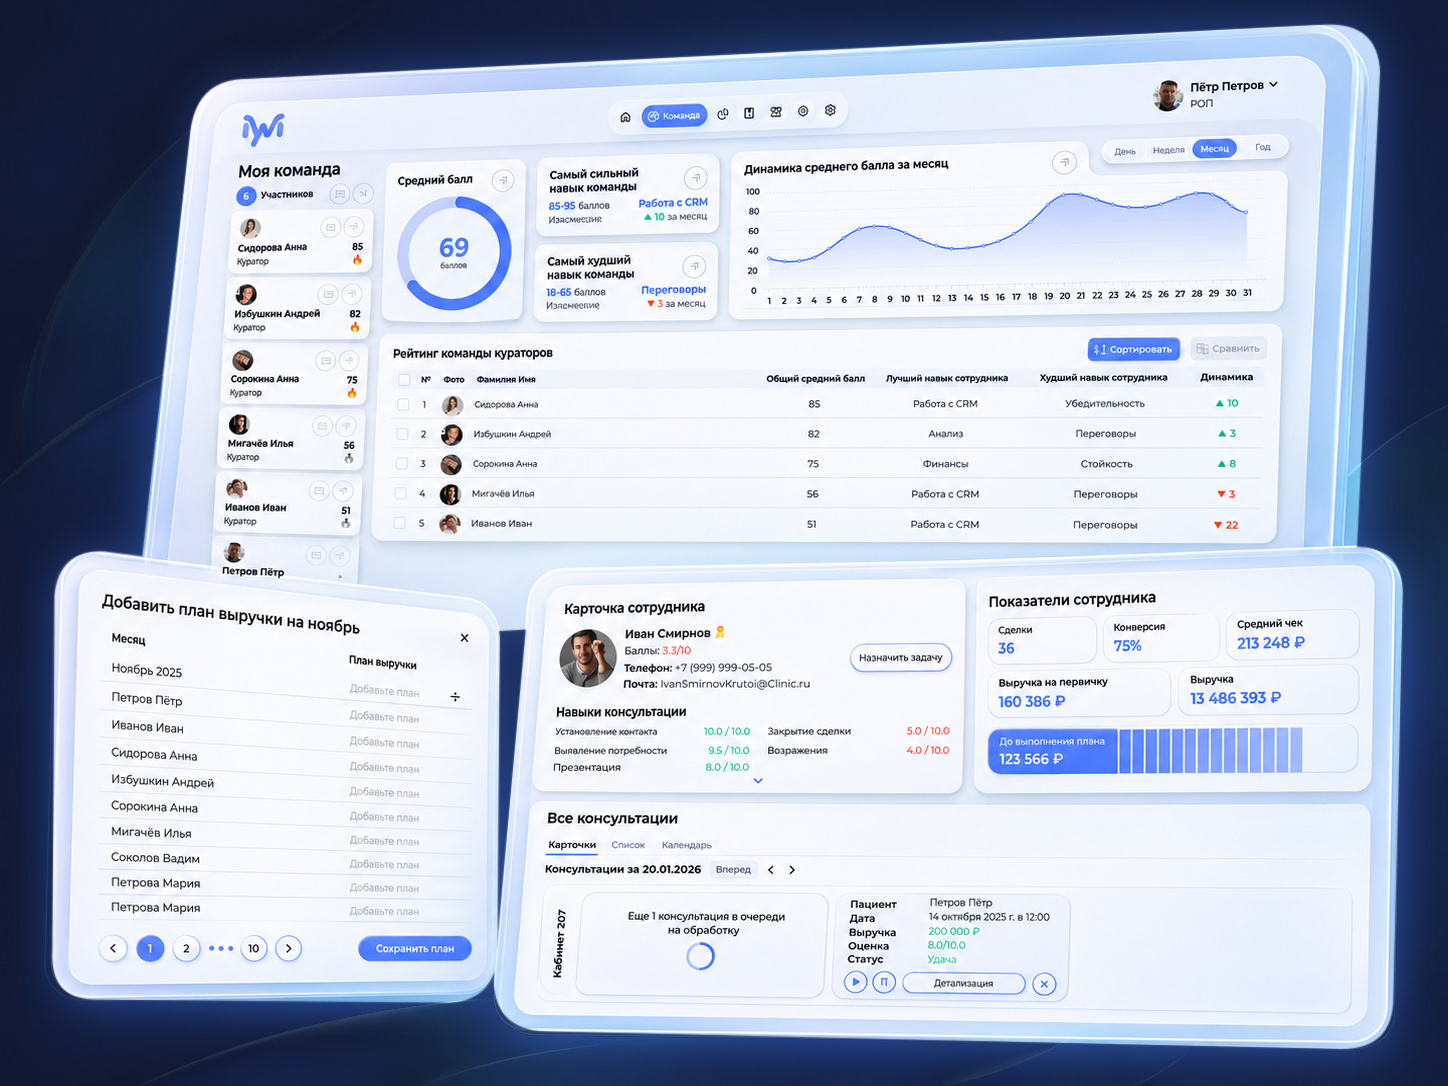 iyvi
Команда
Пётр Петров
РОП
Моя команда
6 Участников
Сидорова Анна 85
Куратор
Избушкин Андрей 82
Куратор
Сорокина Анна 75
Куратор
Мигачёв Илья 56
Куратор
Иванов Иван 51
Куратор
Петров Пётр
Средний балл
69
баллов
Самый сильный
навык команды
85-95 баллов Работа с CRM
10 за месяц
Самый худший
навык команды
18-65 баллов Переговоры
3 за месяц
Динамика среднего балла за месяц
День Неделя Месяц Год
100
80
60
40
20
0
1 2 3 4 5 6 7 8 9 10 11 12 13 14 15 16 17 18 19 20 21 22 23 24 25 26 27 28 29 30 31
Рейтинг команды кураторов
Сортировать Сравнить
№ Фото Фамилия Имя Общий средний балл Лучший навык сотрудника Худший навык сотрудника Динамика
1 Сидорова Анна 85 Работа с CRM Убедительность ▲ 10
2 Избушкин Андрей 82 Анализ Переговоры ▲ 3
3 Сорокина Анна 75 Финансы Стойкость ▲ 8
4 Мигачёв Илья 56 Работа с CRM Переговоры ▼ 3
5 Иванов Иван 51 Работа с CRM Переговоры ▼ 22
Добавить план выручки на ноябрь
Месяц План выручки
Ноябрь 2025 Добавьте план
Петров Пётр Добавьте план
Иванов Иван Добавьте план
Сидорова Анна Добавьте план
Избушкин Андрей Добавьте план
Сорокина Анна Добавьте план
Мигачёв Илья Добавьте план
Соколов Вадим Добавьте план
Петрова Мария Добавьте план
Петрова Мария Добавьте план
1 2 ••• 10
Сохранить план
Карточка сотрудника
Иван Смирнов
Баллы: 3.3/10
Телефон: +7 (999) 999-05-05
Почта: IvanSmirnovKrutoi@Clinic.ru
Назначить задачу
Навыки консультации
Установление контакта 10.0 / 10.0 Закрытие сделки 5.0 / 10.0
Выявление потребности 9.5 / 10.0 Возражения 4.0 / 10.0
Презентация 8.0 / 10.0
Показатели сотрудника
Сделки
36
Конверсия
75%
Средний чек
213 248 ₽
Выручка на первичку
160 386 ₽
Выручка
13 486 393 ₽
До выполнения плана
123 566 ₽
Все консультации
Карточки Список Календарь
Консультации за 20.01.2026 Вперед
Кабинет 207
Еще 1 консультация в очереди
на обработку
Пациент Петров Пётр
Дата 14 октября 2025 г. в 12:00
Выручка 200 000 ₽
Оценка 8.0/10.0
Статус Удача
П Детализация